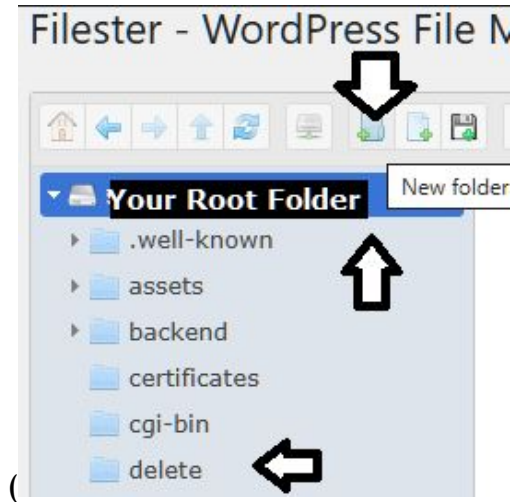 Filester - WordPress File M
New folder
Your Root Folder
.well-known
assets
backend
certificates
cgi-bin
delete
(